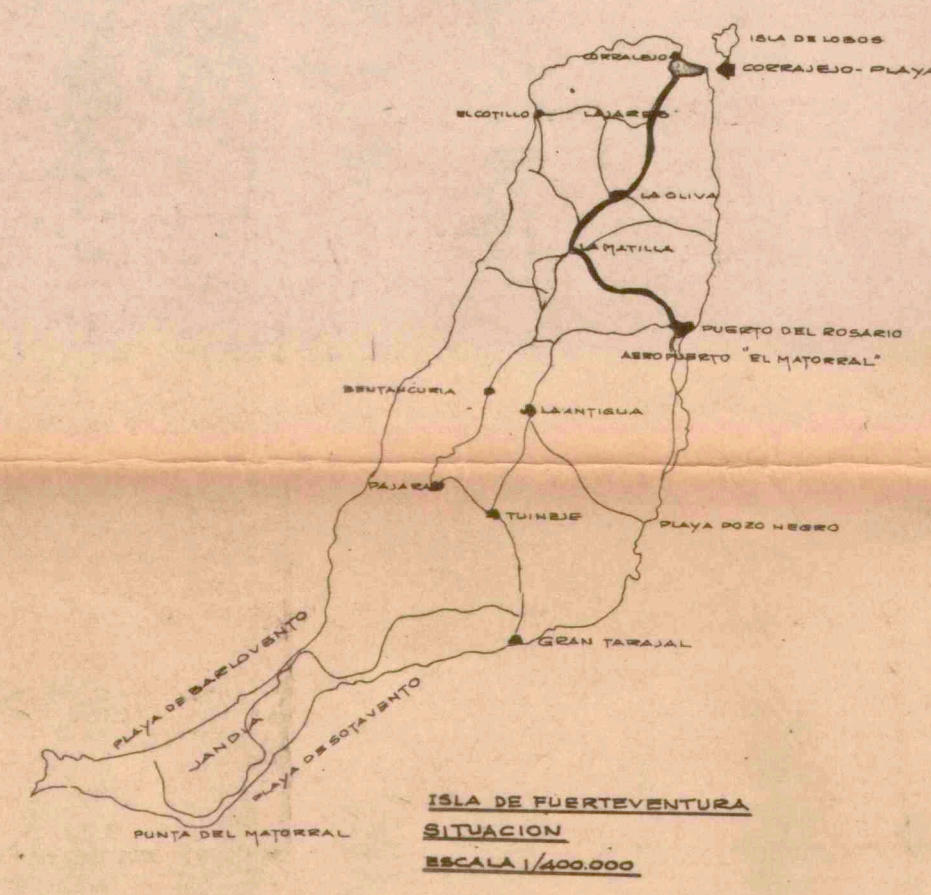 ISLA DE LOBOS
CORRALEJO
CORRAJEJO-PLAYA
EL COTILLO
LAJARES
LA OLIVA
LA MATILLA
PUERTO DEL ROSARIO
AEROPUERTO "EL MATORRAL"
BENTANCURIA
LA ANTIGUA
PAJARA
TUINEJE
PLAYA POZO NEGRO
GRAN TARAJAL
PLAYA DE BARLOVENTO
JANDIA
PLAYA DE SOTAVENTO
PUNTA DEL MATORRAL
ISLA DE FUERTEVENTURA
SITUACION
ESCALA 1/400.000